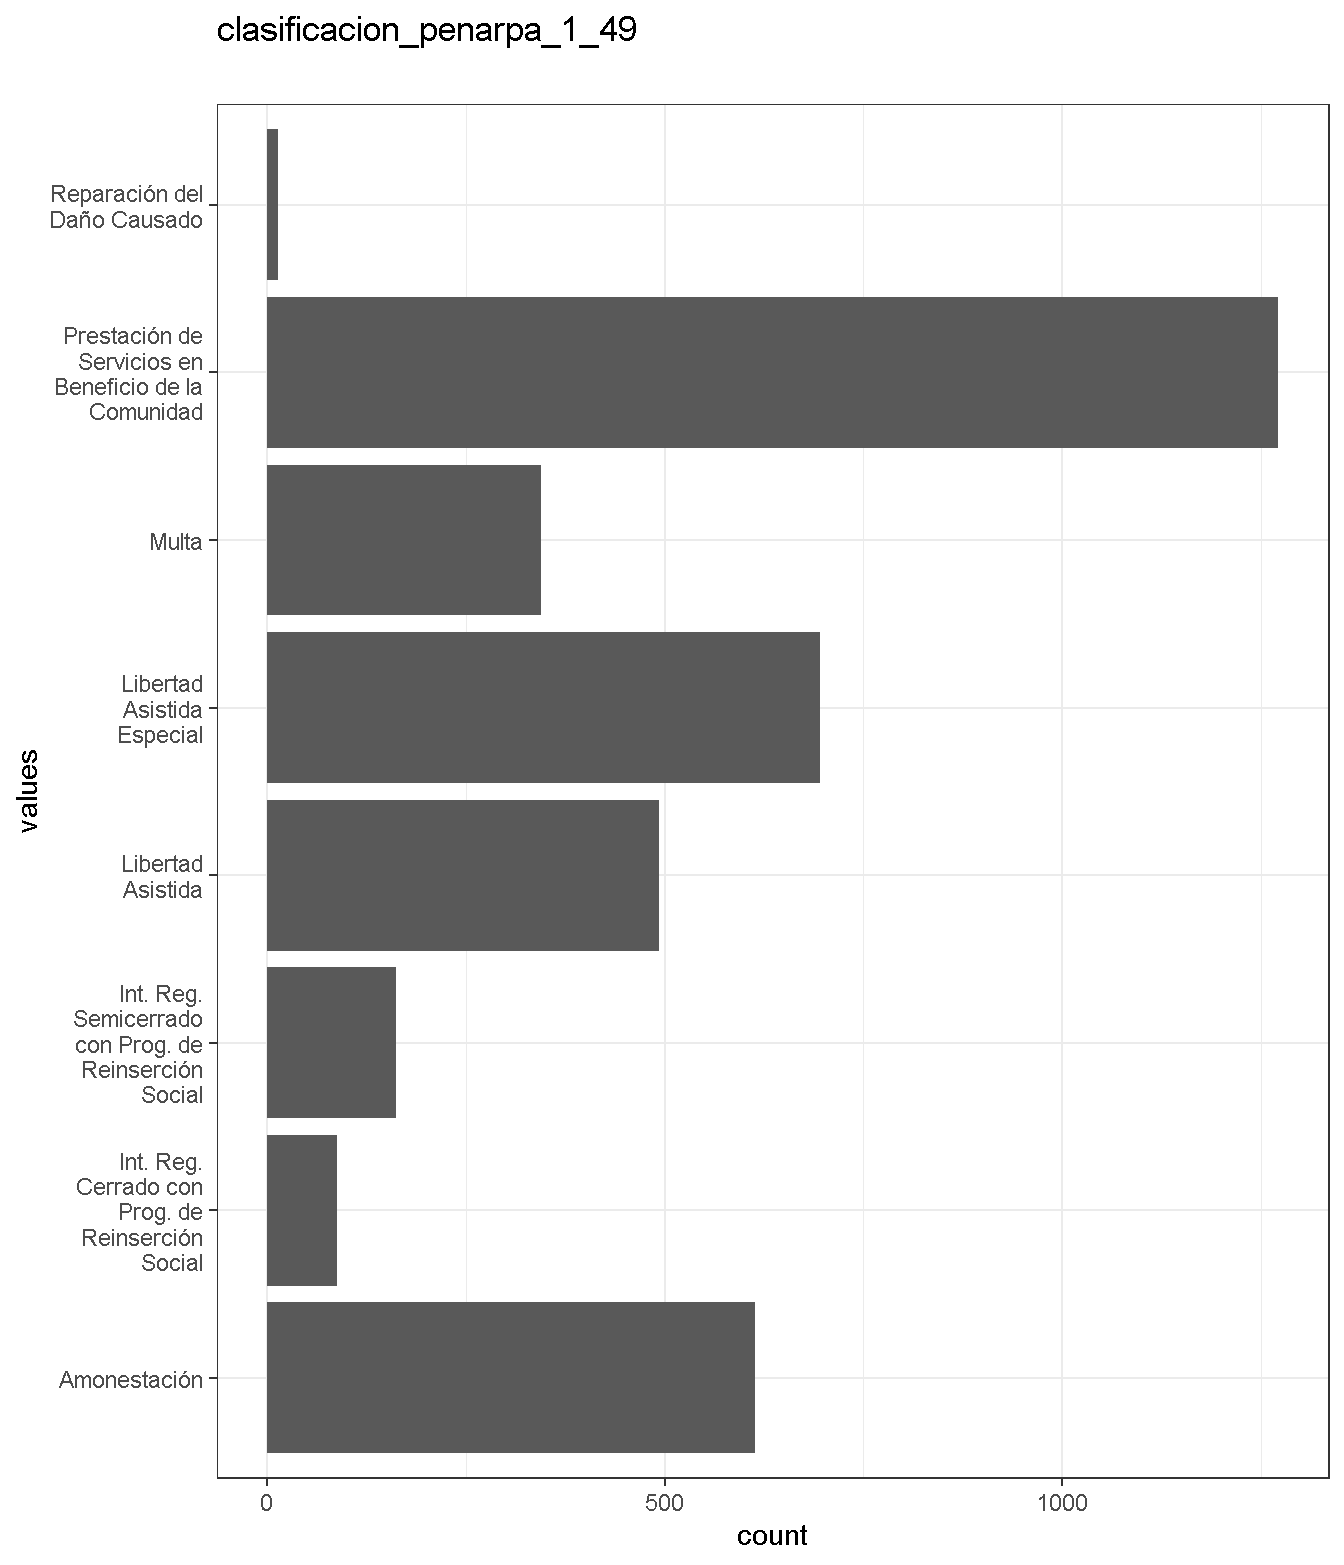 clasificacion_penarpa_1_49
Reparación del
Daño Causado
Prestación de
Servicios en
Beneficio de la
Comunidad
Multa
Libertad
Asistida
Especial
Libertad
Asistida
Int. Reg.
Semicerrado
con Prog. de
Reinserción
Social
Int. Reg.
Cerrado con
Prog. de
Reinserción
Social
Amonestación
values
0 500 1000
count